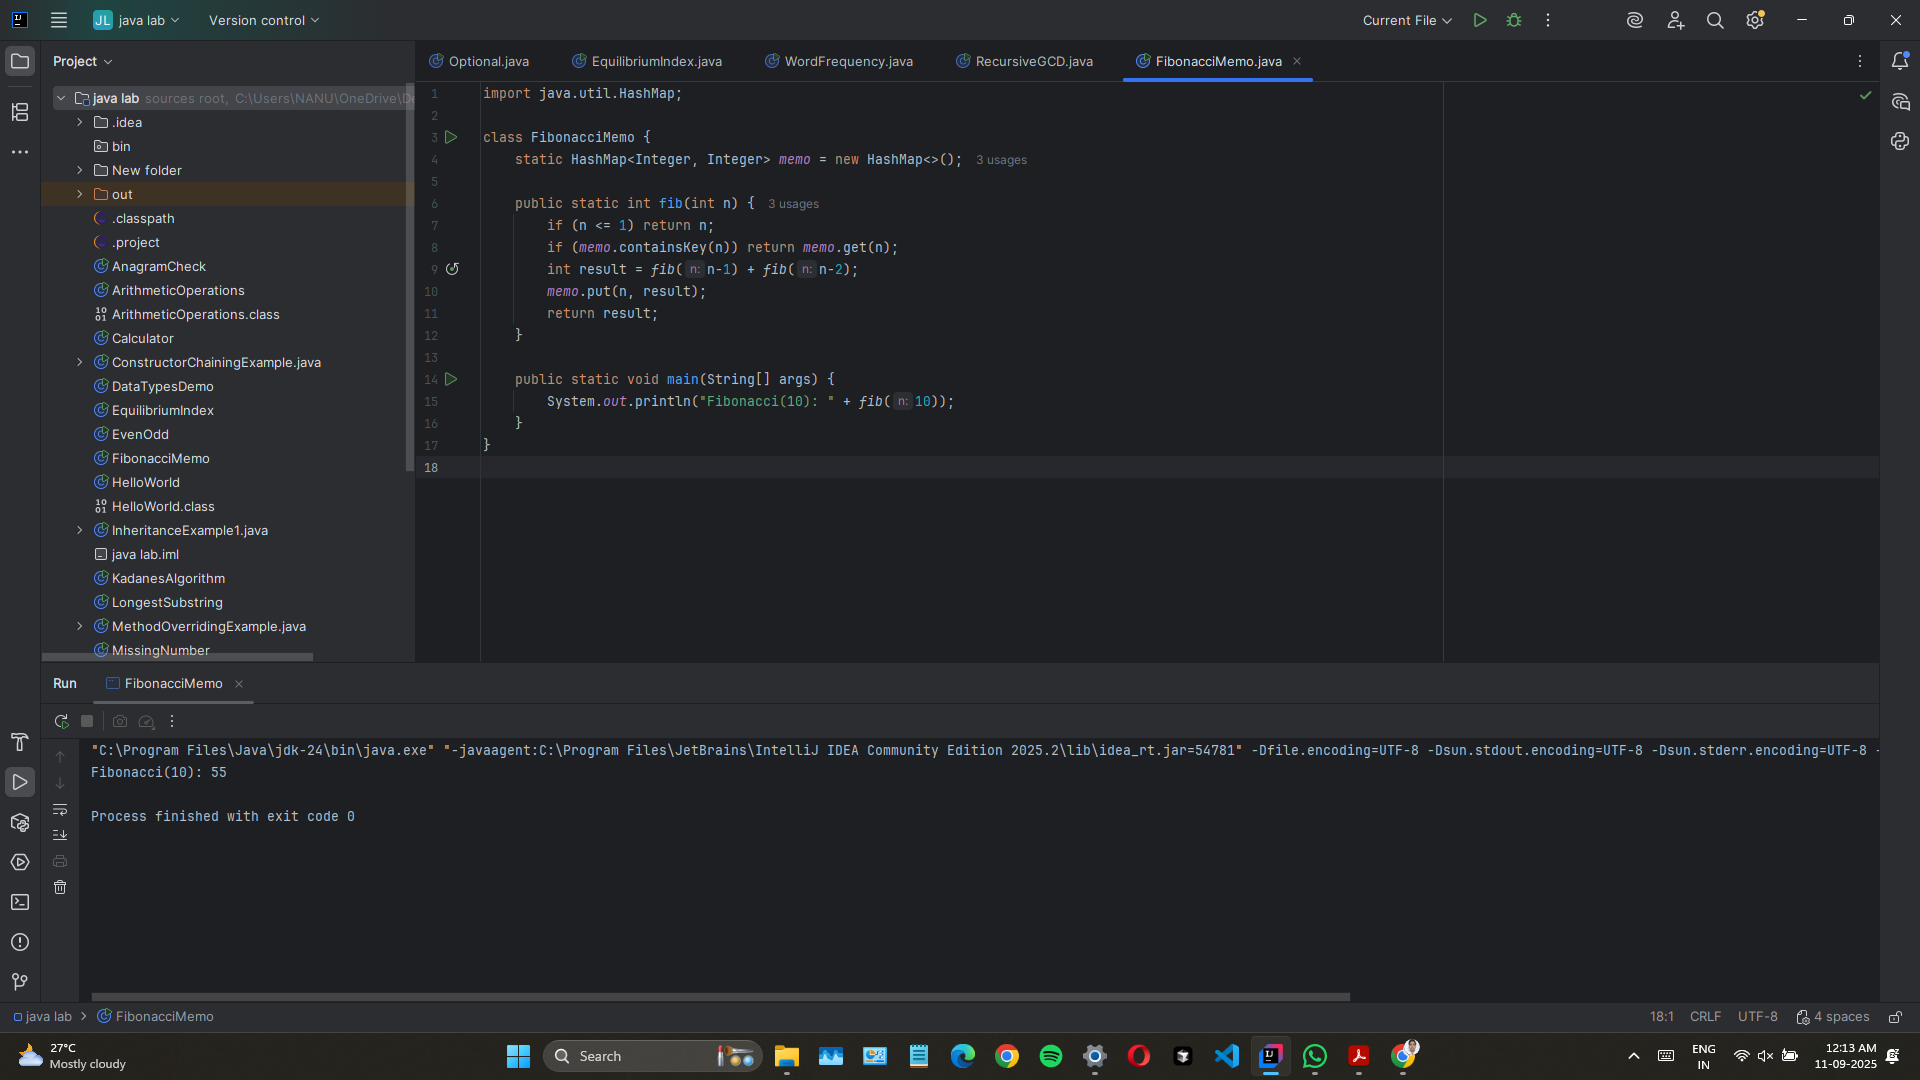 JL java lab
Version control
Current File
Project
Optional.java
EquilibriumIndex.java
WordFrequency.java
RecursiveGCD.java
FibonacciMemo.java
java lab sources root, C:\Users\NANU\OneDrive\De
.idea
bin
New folder
out
.classpath
.project
AnagramCheck
ArithmeticOperations
ArithmeticOperations.class
Calculator
ConstructorChainingExample.java
DataTypesDemo
EquilibriumIndex
EvenOdd
FibonacciMemo
HelloWorld
HelloWorld.class
InheritanceExample1.java
java lab.iml
KadanesAlgorithm
LongestSubstring
MethodOverridingExample.java
MissingNumber
1 import java.util.HashMap;
2
3 class FibonacciMemo {
4 static HashMap<Integer, Integer> memo = new HashMap<>(); 3 usages
5
6 public static int fib(int n) { 3 usages
7 if (n <= 1) return n;
8 if (memo.containsKey(n)) return memo.get(n);
9 int result = fib( n: n-1) + fib( n: n-2);
10 memo.put(n, result);
11 return result;
12 }
13
14 public static void main(String[] args) {
15 System.out.println("Fibonacci(10): " + fib( n: 10));
16 }
17 }
18
Run
FibonacciMemo
"C:\Program Files\Java\jdk-24\bin\java.exe" "-javaagent:C:\Program Files\JetBrains\IntelliJ IDEA Community Edition 2025.2\lib\idea_rt.jar=54781" -Dfile.encoding=UTF-8 -Dsun.stdout.encoding=UTF-8 -Dsun.stderr.encoding=UTF-8 -
Fibonacci(10): 55
Process finished with exit code 0
java lab > FibonacciMemo
18:1 CRLF UTF-8 4 spaces
27°C
Mostly cloudy
Search
ENG
IN
12:13 AM
11-09-2025